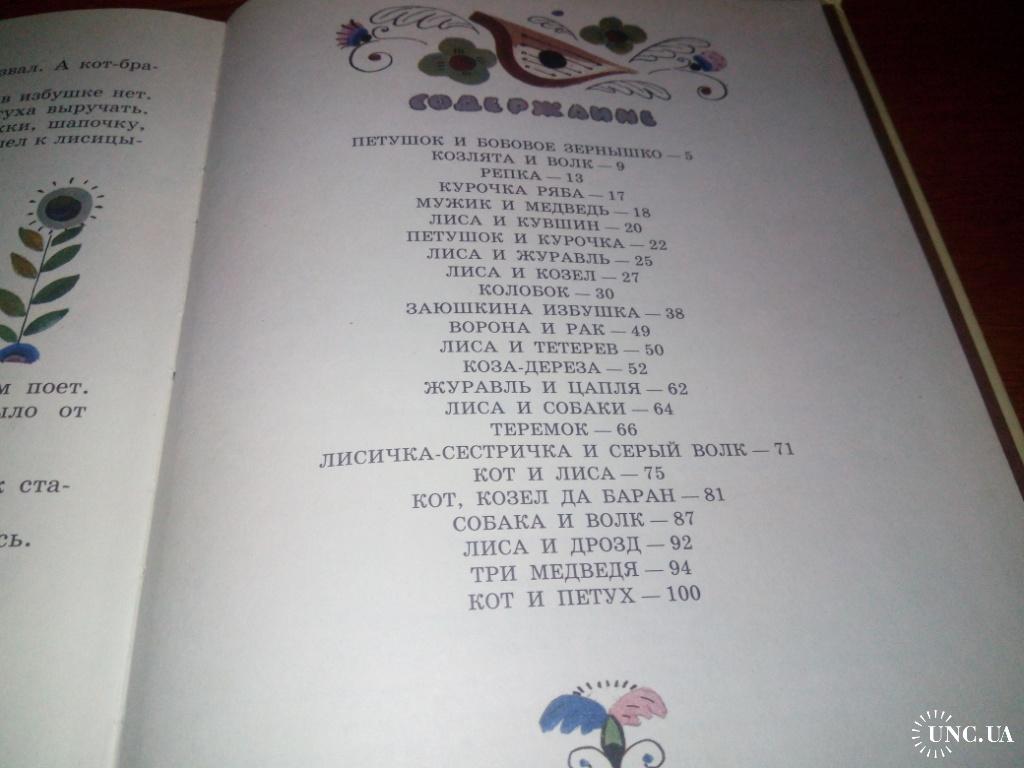 звал. А кот-бра-
в избушке нет.
выручать.
шапочку,
к лисицы-
поет.
от
ста-
СОДЕРЖАНИЕ
ПЕТУШОК И БОБОВОЕ ЗЕРНЫШКО — 5
КОЗЛЯТА И ВОЛК — 9
РЕПКА — 13
КУРОЧКА РЯБА — 17
МУЖИК И МЕДВЕДЬ — 18
ЛИСА И КУВШИН — 20
ПЕТУШОК И КУРОЧКА — 22
ЛИСА И ЖУРАВЛЬ — 25
ЛИСА И КОЗЕЛ — 27
КОЛОБОК — 30
ЗАЮШКИНА ИЗБУШКА — 38
ВОРОНА И РАК — 49
ЛИСА И ТЕТЕРЕВ — 50
КОЗА-ДЕРЕЗА — 52
ЖУРАВЛЬ И ЦАПЛЯ — 62
ЛИСА И СОБАКИ — 64
ТЕРЕМОК — 66
ЛИСИЧКА-СЕСТРИЧКА И СЕРЫЙ ВОЛК — 71
КОТ И ЛИСА — 75
КОТ, КОЗЕЛ ДА БАРАН — 81
СОБАКА И ВОЛК — 87
ЛИСА И ДРОЗД — 92
ТРИ МЕДВЕДЯ — 94
КОТ И ПЕТУХ — 100
UNC.UA